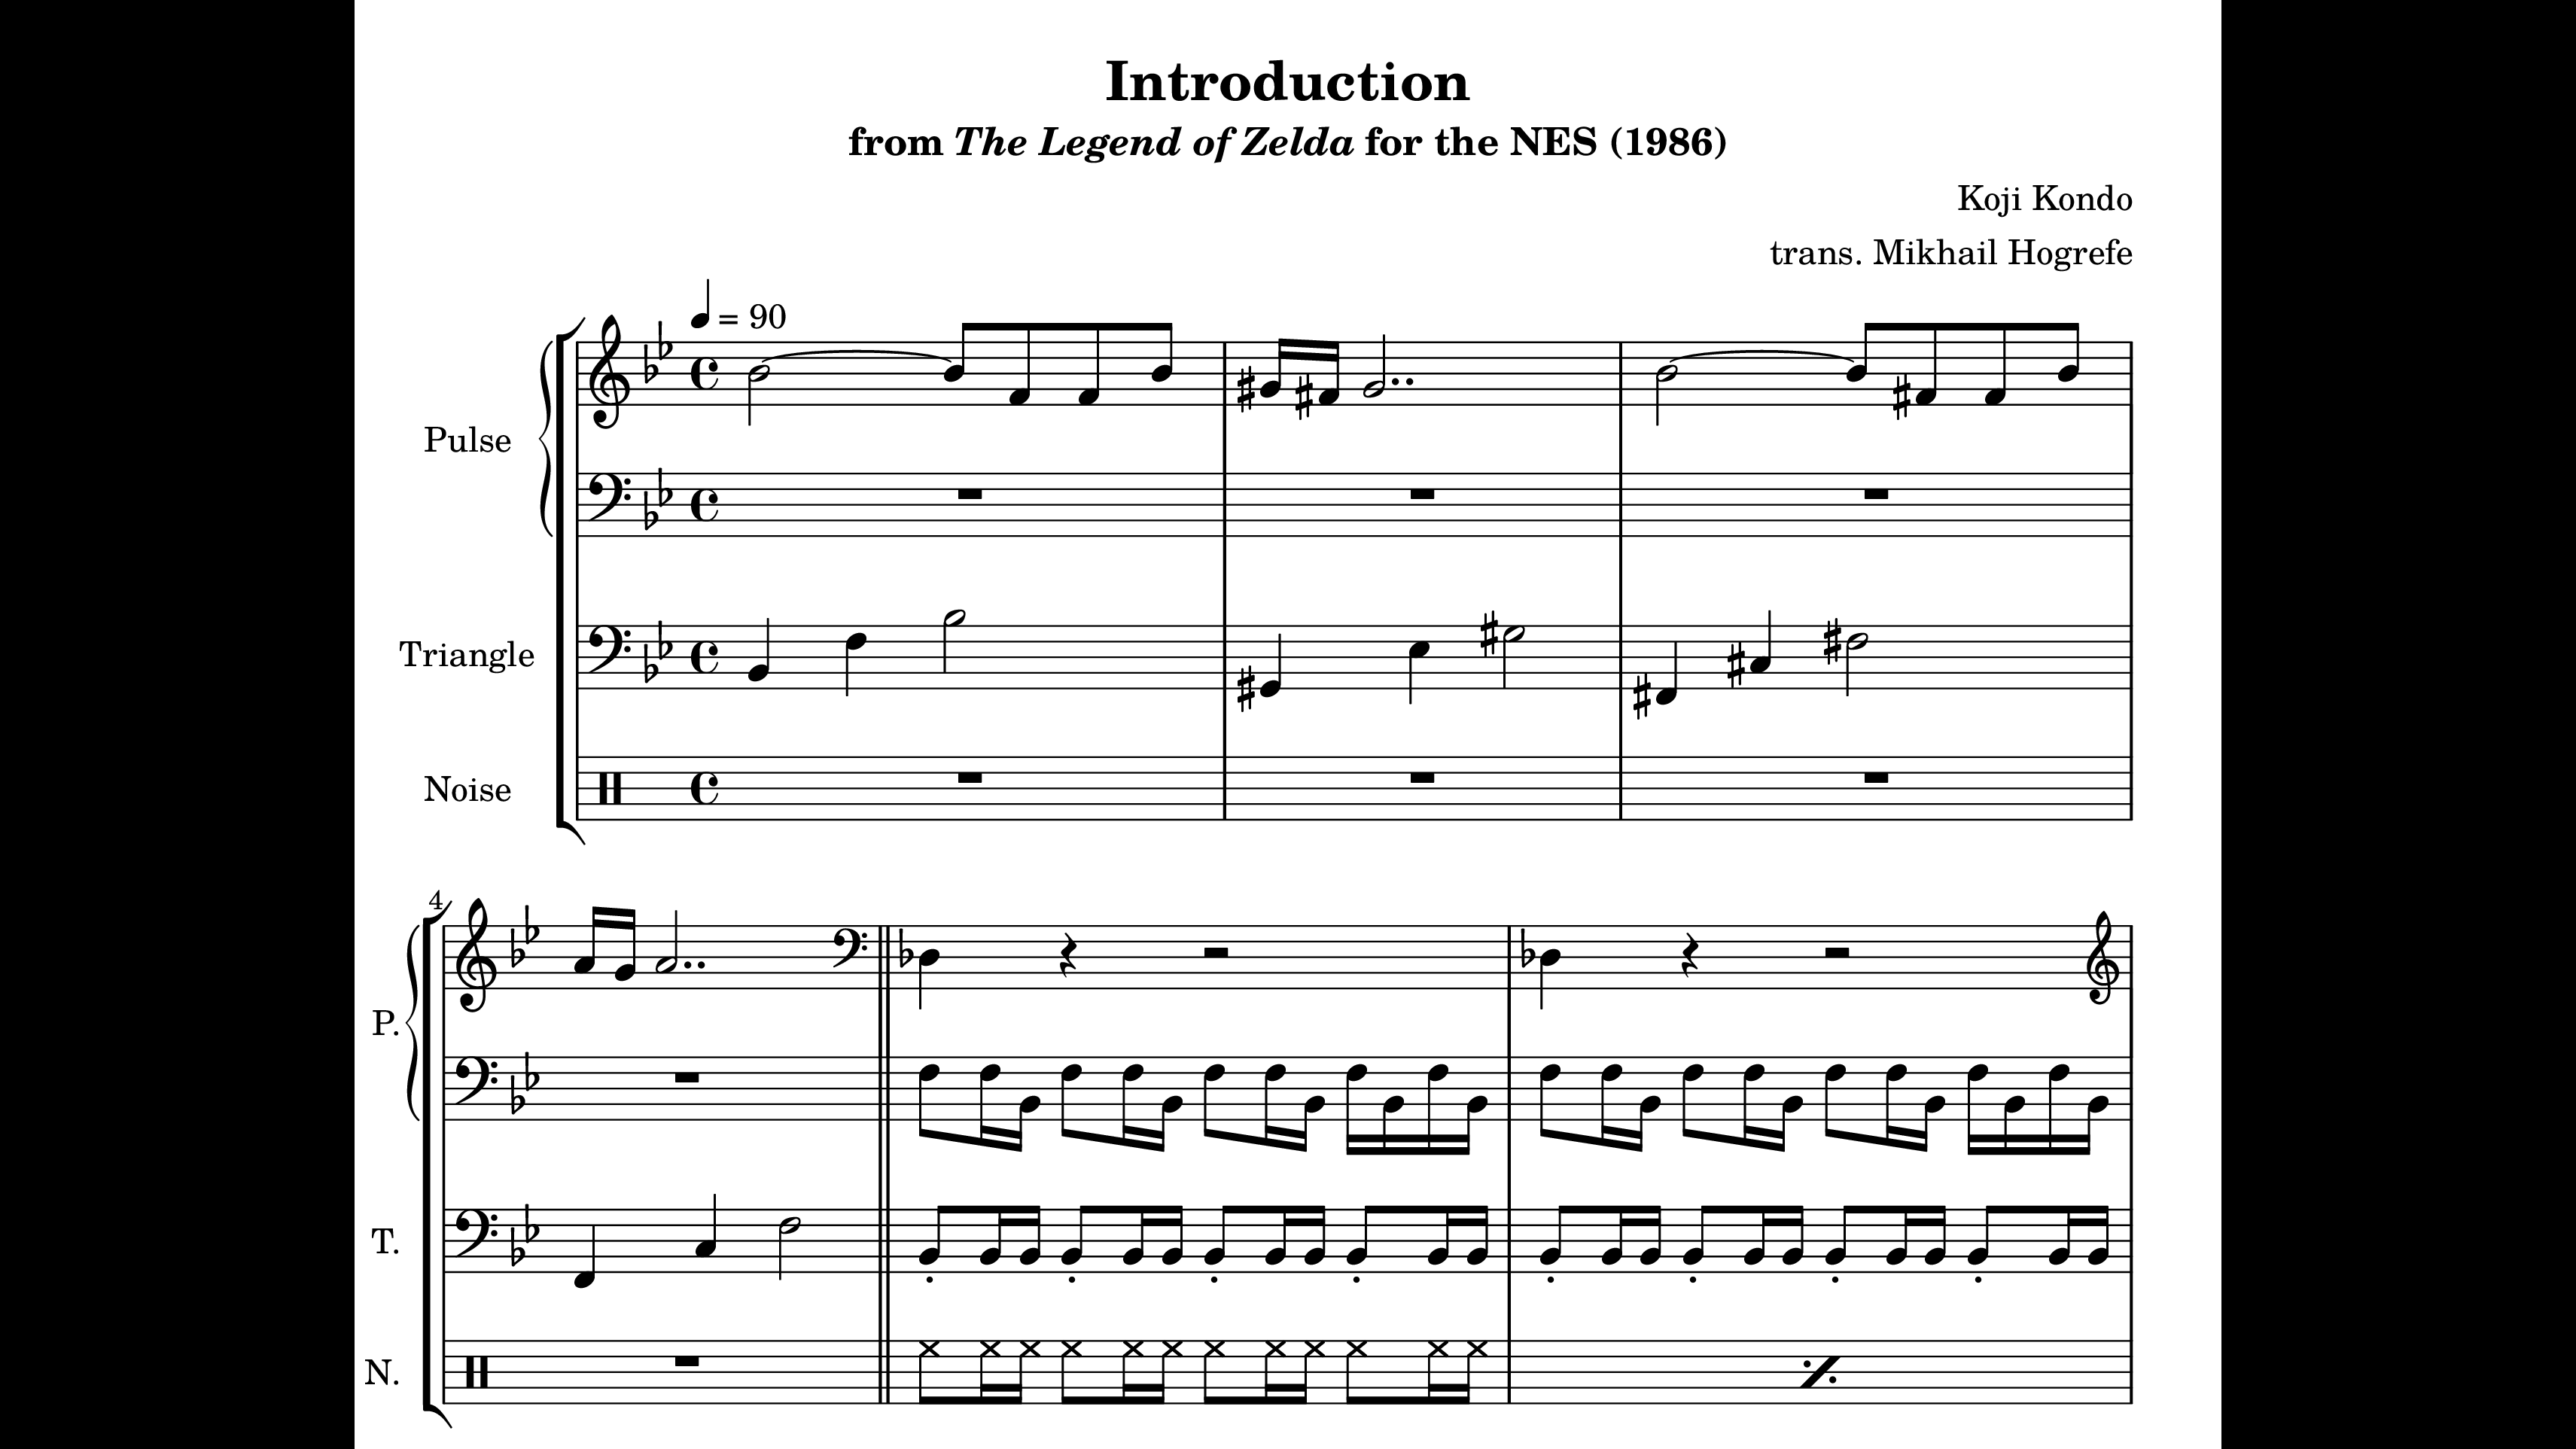 Introduction
from The Legend of Zelda for the NES (1986)
Koji Kondo
trans. Mikhail Hogrefe
= 90
Pulse
Triangle
Noise
4
P.
T.
N.